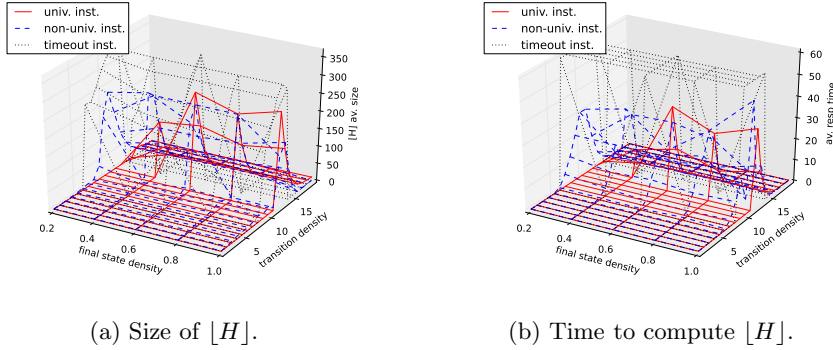 univ. inst.
non-univ. inst.
timeout inst.
350
300
250
200
150
100
50
0
⌊H⌋ av. size
0.2
0.4
0.6
0.8
1.0
final state density
5
10
15
transition density
(a) Size of ⌊H⌋.
univ. inst.
non-univ. inst.
timeout inst.
60
50
40
30
20
10
0
av. resp time
0.2
0.4
0.6
0.8
1.0
final state density
5
10
15
transition density
(b) Time to compute ⌊H⌋.